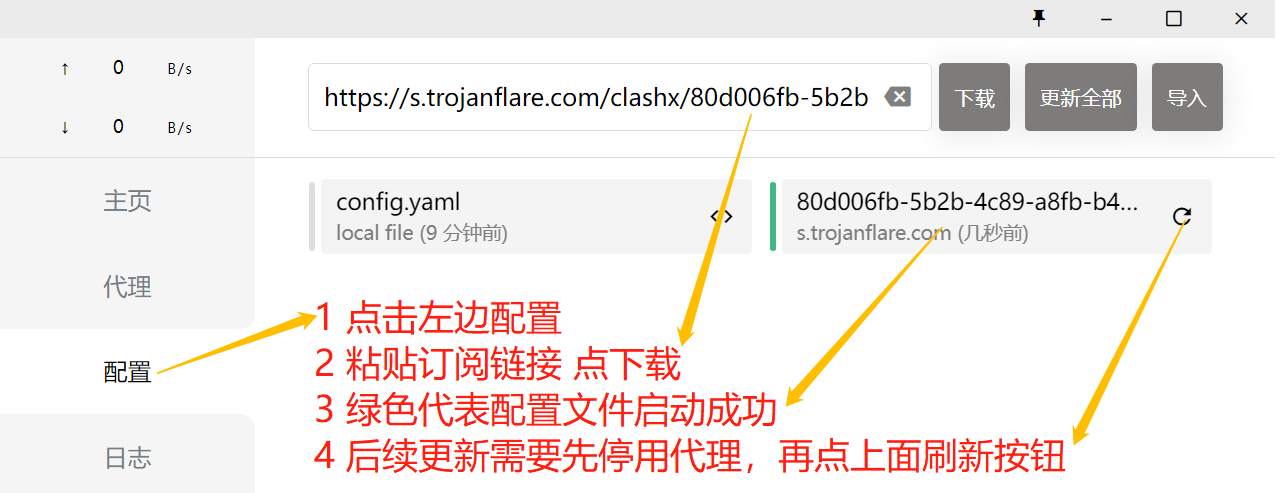 ↑ 0 B/s
↓ 0 B/s
https://s.trojanflare.com/clashx/80d006fb-5b2b
下载
更新全部
导入
主页
代理
配置
日志
config.yaml
local file (9 分钟前)
80d006fb-5b2b-4c89-a8fb-b4...
s.trojanflare.com (几秒前)
1 点击左边配置
2 粘贴订阅链接 点下载
3 绿色代表配置文件启动成功
4 后续更新需要先停用代理，再点上面刷新按钮